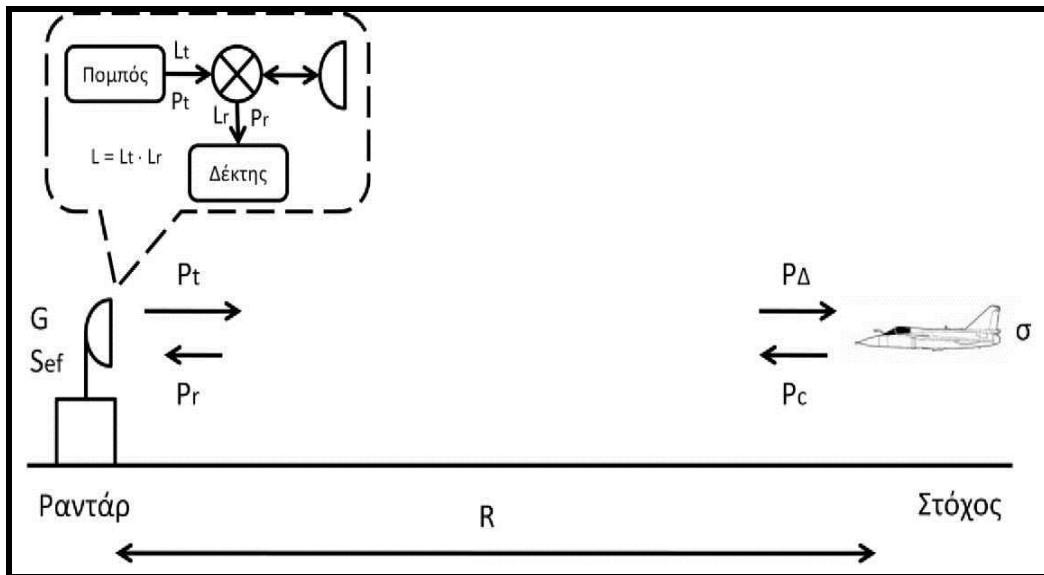 Lt
Πομπός
Pt
Lr Pr
L = Lt · Lr
Δέκτης
Pt
PΔ
G
Sef
σ
Pr
Pc
Ραντάρ
R
Στόχος